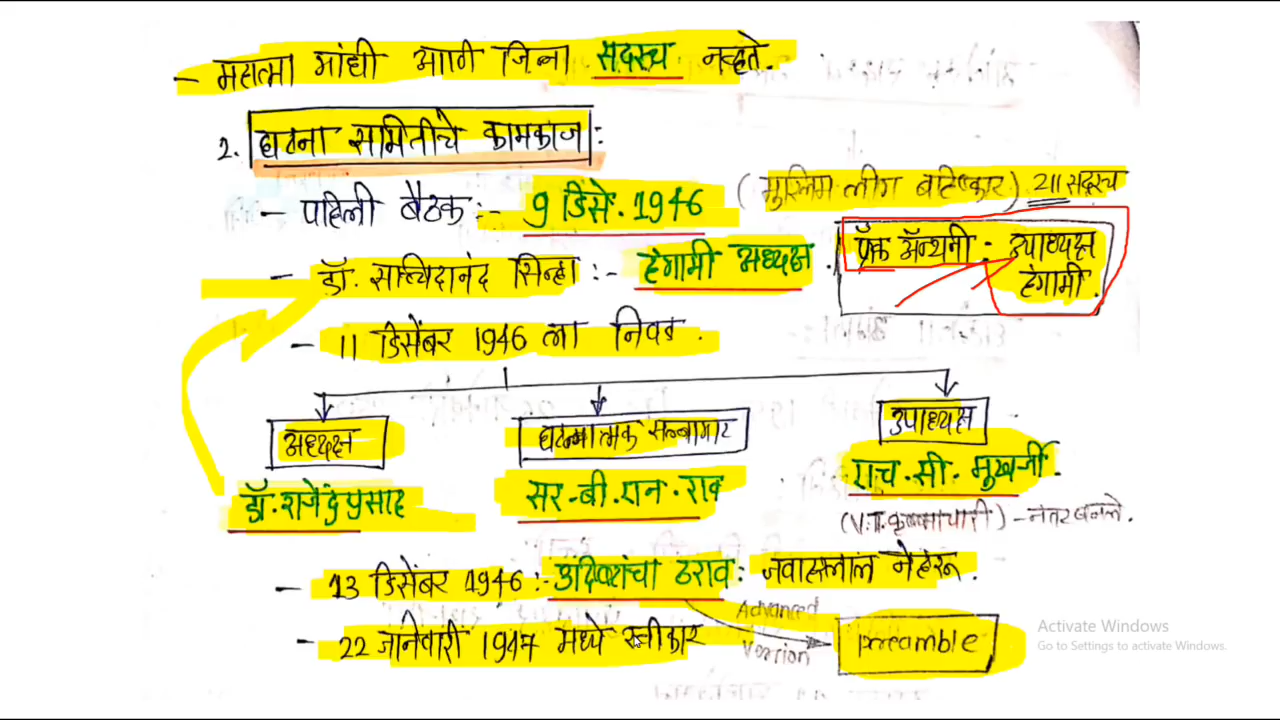 - महात्मा गांधी आणि जिन्ना सदस्य नव्हते.
2. घटना समितीचे कामकाज :
- पहिली बैठक :- 9 डिसें. 1946 (मुस्लिम लीग बहिष्कार) 211 सदस्य
- डॉ. सच्चिदानंद सिन्हा :- हंगामी अध्यक्ष. फ्रँक अ‍ॅन्थनी : उपाध्यक्ष
हंगामी.
- 11 डिसेंबर 1946 ला निवड.
अध्यक्ष घटनात्मक सल्लागार उपाध्यक्ष
डॉ. राजेंद्रप्रसाद सर-बी.एन.राव एच.सी.मुखर्जी.
(V.T.कृष्णमाचारी) - नंतर बनले.
- 13 डिसेंबर 1946 :- उद्दिष्टांचा ठराव : जवाहरलाल नेहरू.
- 22 जानेवारी 1947 मध्ये स्वीकार Advanced Version Preamble
Activate Windows
Go to Settings to activate Windows.